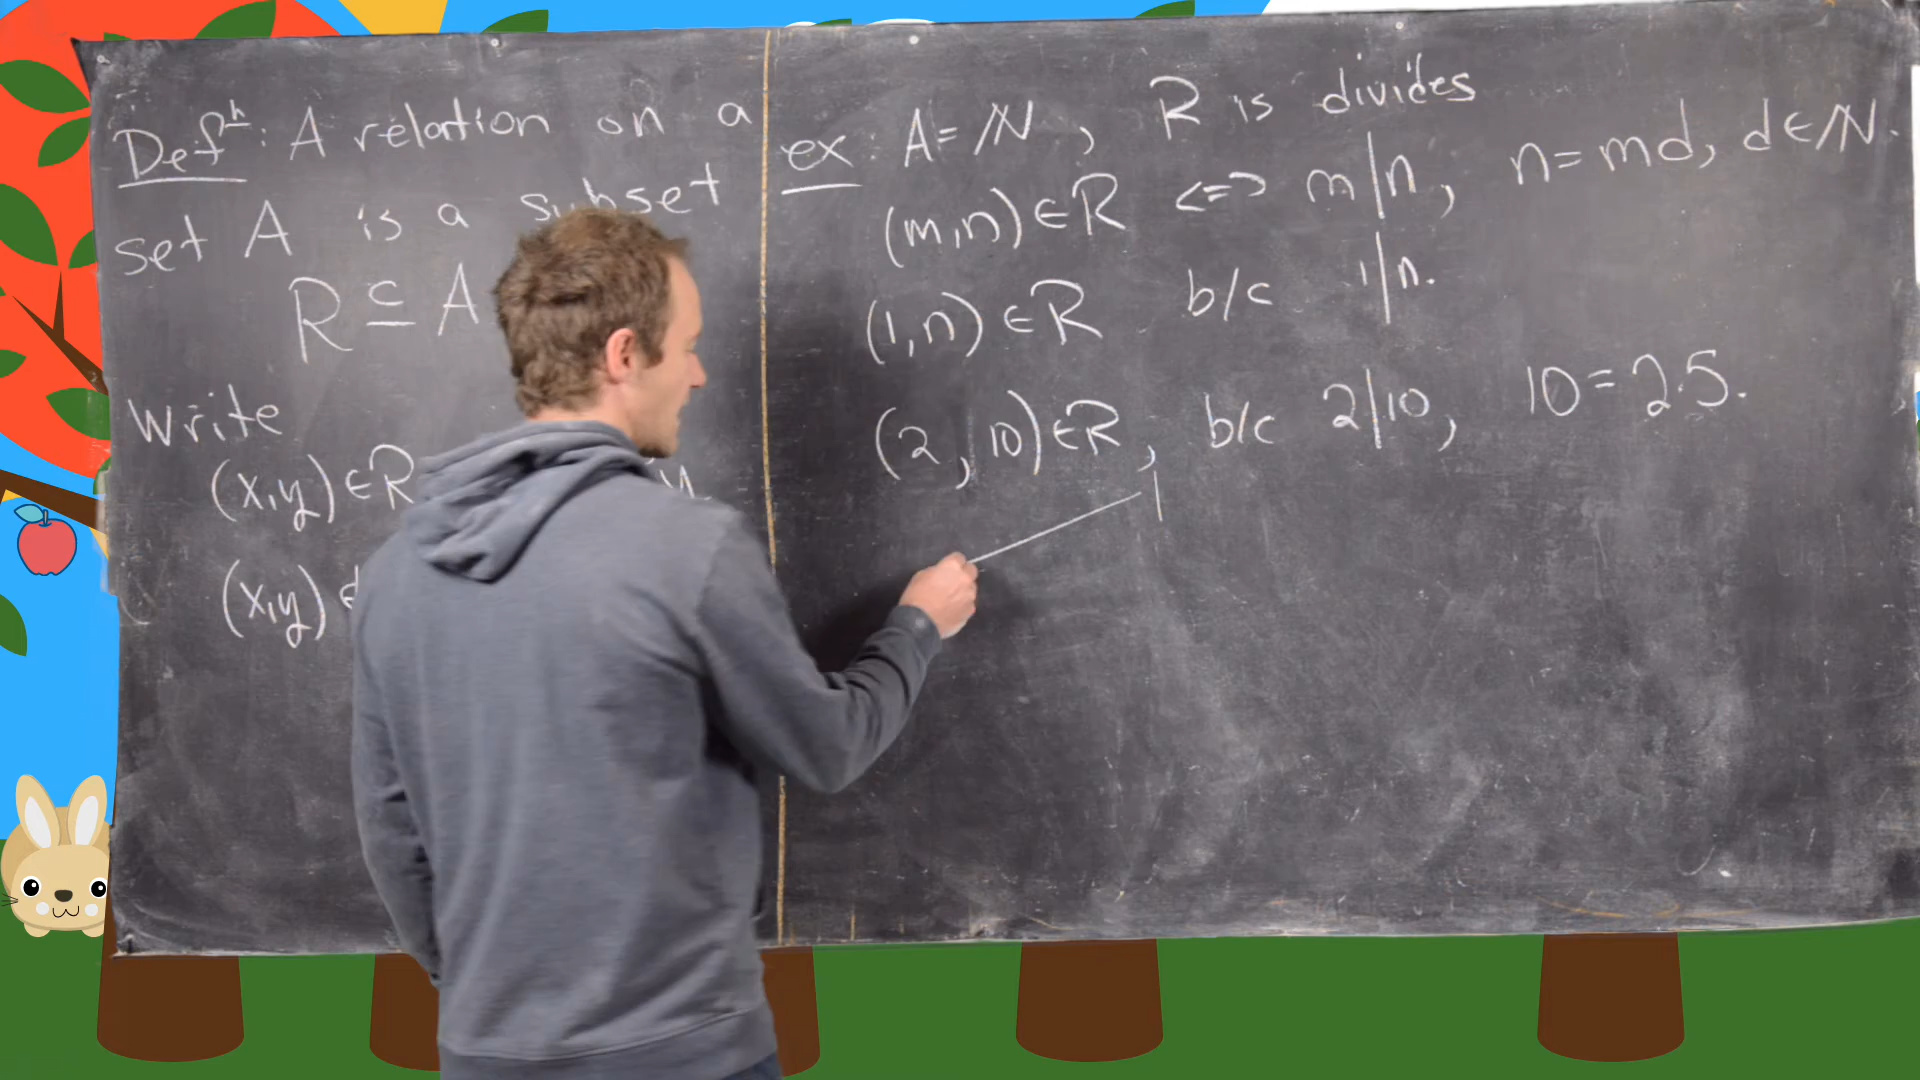 Defⁿ: A relation on a
set A is a subset
R ⊆ A
Write
(x,y) ∈ R
(x,y)
ex: A = ℕ, R is divides
(m,n) ∈ R <=> m|n, n = md, d ∈ ℕ.
(1,n) ∈ R b/c 1|n.
(2,10) ∈ R, b/c 2|10, 10 = 2·5.